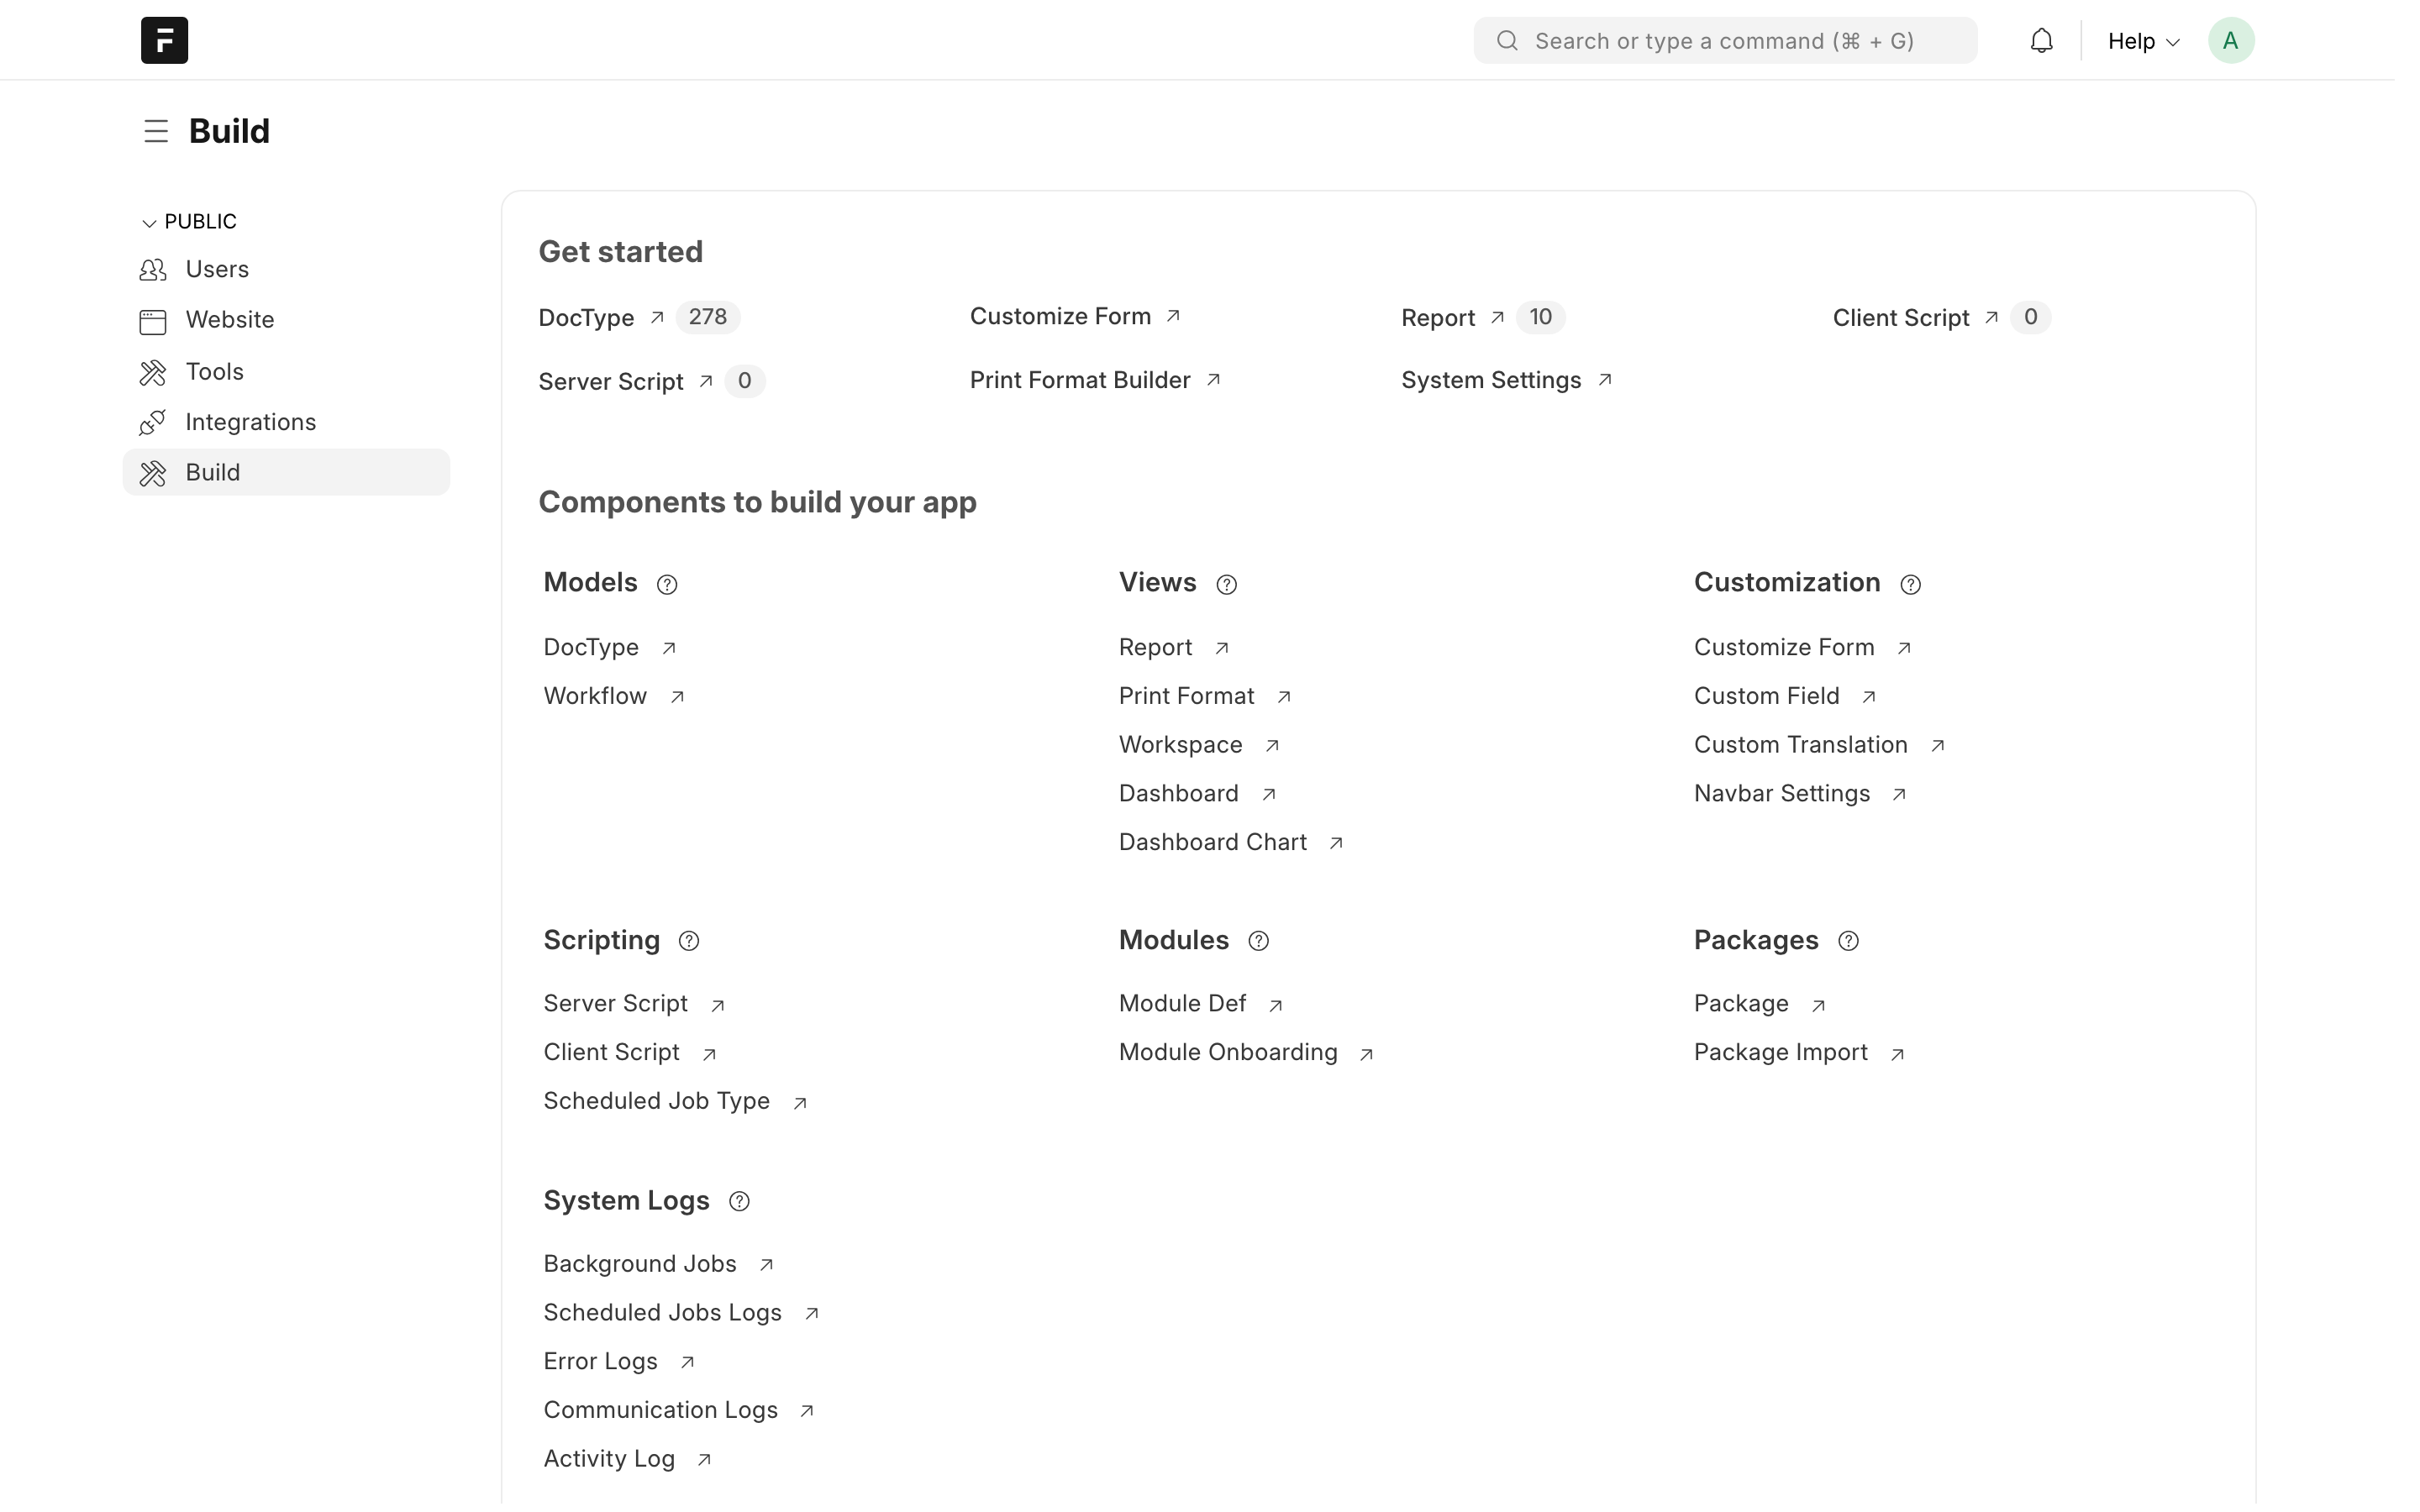 F
Search or type a command (⌘ + G)
Help
A
Build
PUBLIC
Users
Website
Tools
Integrations
Build
Get started
DocType 278
Customize Form
Report 10
Client Script 0
Server Script 0
Print Format Builder
System Settings
Components to build your app
Models
DocType
Workflow
Views
Report
Print Format
Workspace
Dashboard
Dashboard Chart
Customization
Customize Form
Custom Field
Custom Translation
Navbar Settings
Scripting
Server Script
Client Script
Scheduled Job Type
Modules
Module Def
Module Onboarding
Packages
Package
Package Import
System Logs
Background Jobs
Scheduled Jobs Logs
Error Logs
Communication Logs
Activity Log